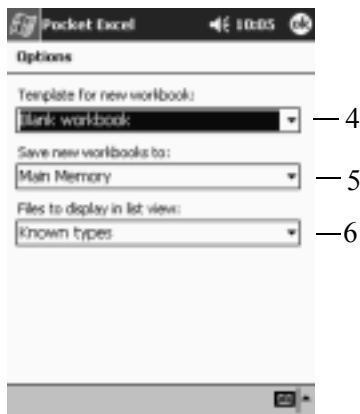 Pocket Excel 10:05 ok
Options
Template for new workbook:
Blank workbook 4
Save new workbooks to:
Main Memory 5
Files to display in list view:
Known types 6